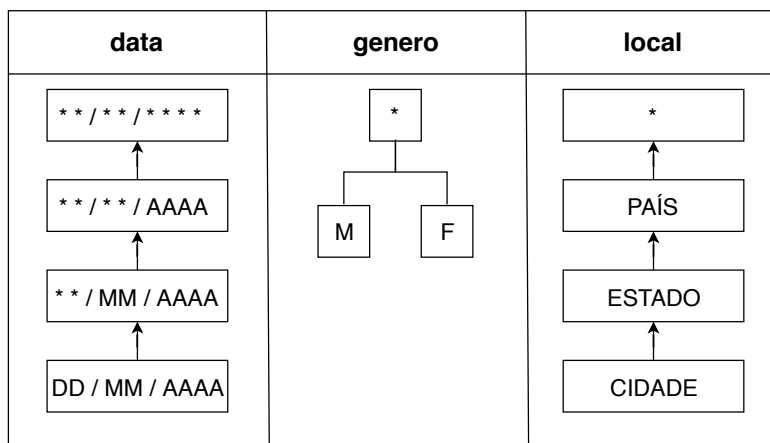 data genero local
* * / * * / * * * * * *
* * / * * / AAAA PAÍS
M F
* * / MM / AAAA ESTADO
DD / MM / AAAA CIDADE